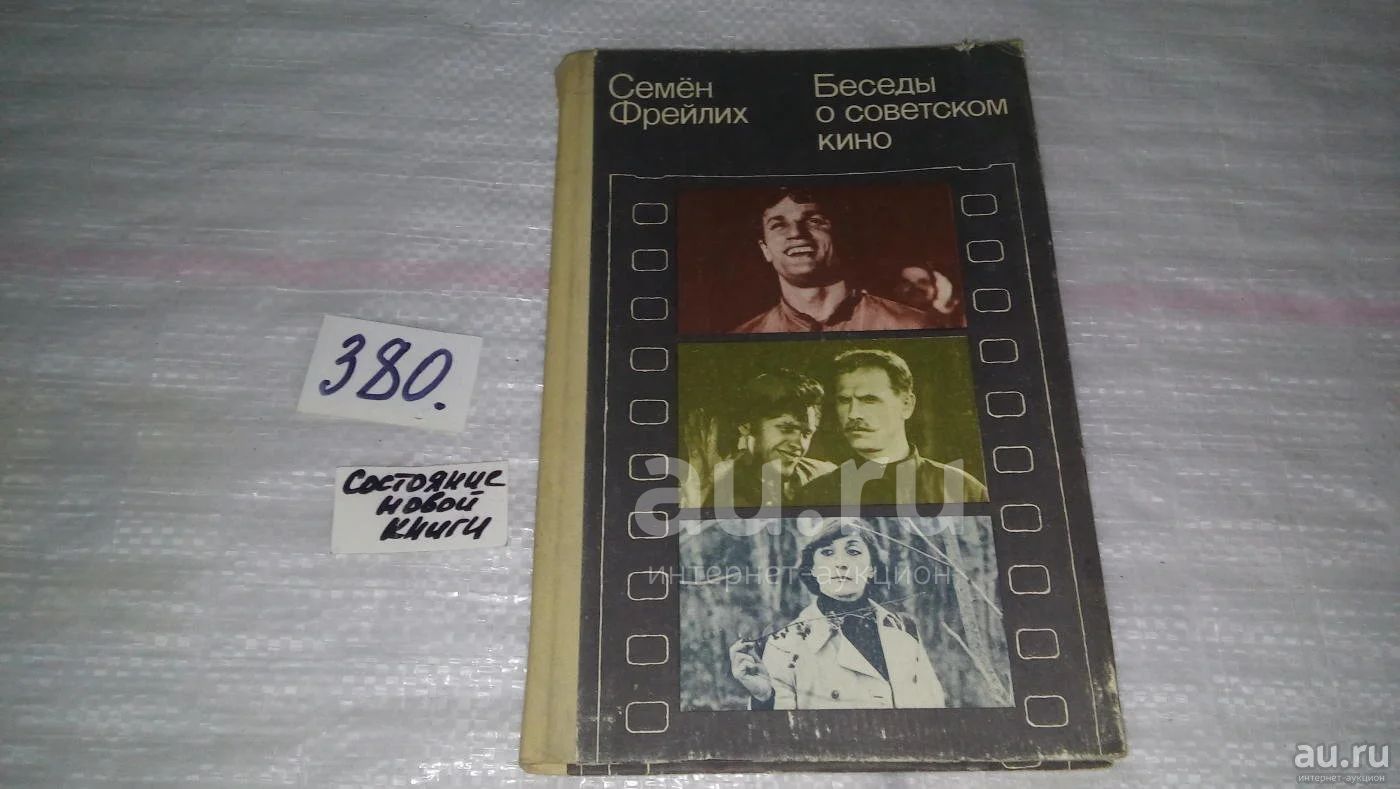 Семён
Фрейлих
Беседы
о советском
кино
380.
Состояние
новой
книги
au.ru
интернет-аукцион
au.ru
интернет-аукцион